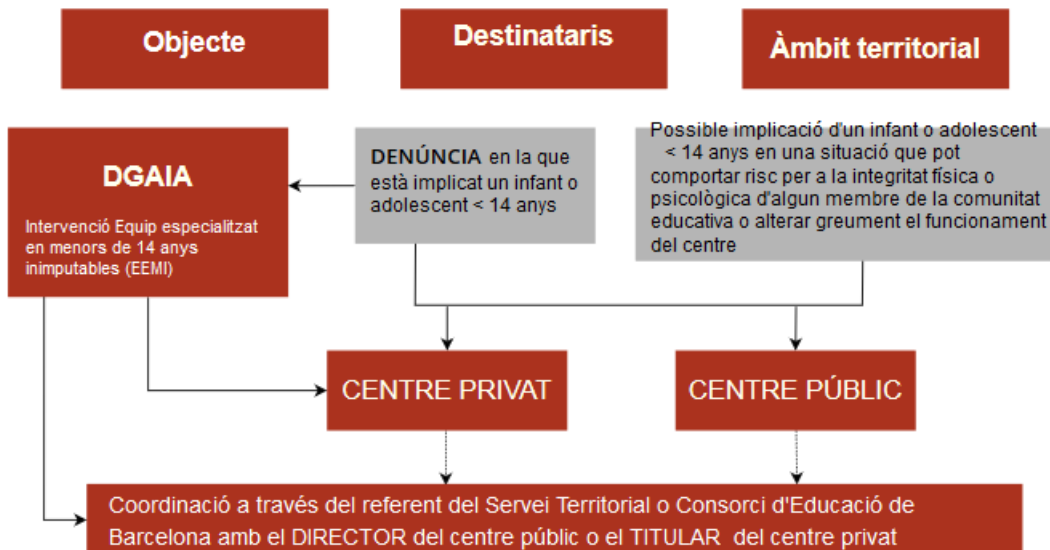 Objecte
Destinataris
Àmbit territorial
DGAIA
Intervenció Equip especialitzat
en menors de 14 anys
inimputables (EEMI)
DENÚNCIA en la que
està implicat un infant o
adolescent < 14 anys
Possible implicació d'un infant o adolescent
< 14 anys en una situació que pot
comportar risc per a la integritat física o
psicològica d'algun membre de la comunitat
educativa o alterar greument el funcionament
del centre
CENTRE PRIVAT
CENTRE PÚBLIC
Coordinació a través del referent del Servei Territorial o Consorci d'Educació de
Barcelona amb el DIRECTOR del centre públic o el TITULAR del centre privat